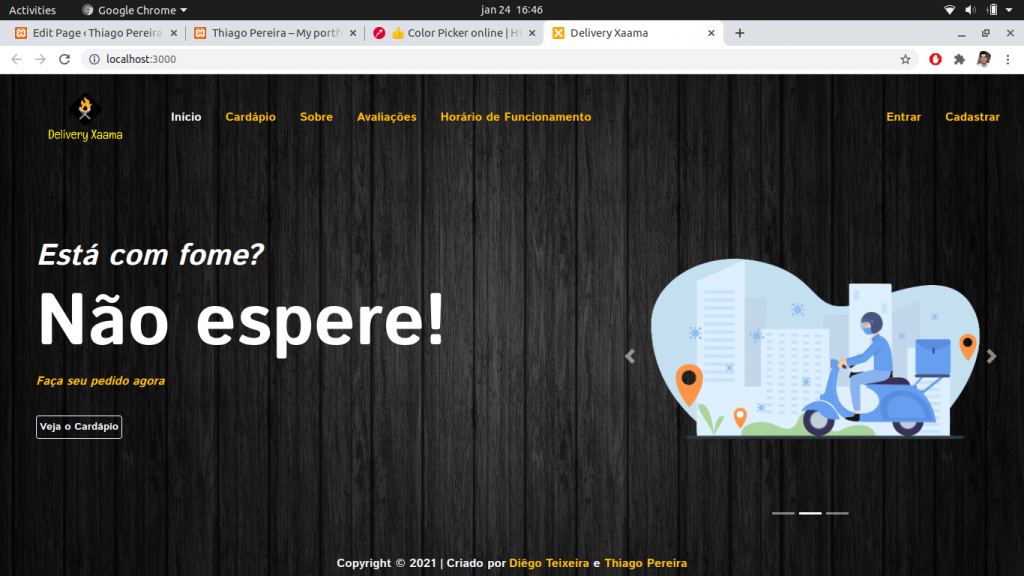 Activities Google Chrome jan 24 16:46
Edit Page ‹ Thiago Pereira Thiago Pereira – My portf Color Picker online | H Delivery Xaama
localhost:3000
Delivery Xaama
Início Cardápio Sobre Avaliações Horário de Funcionamento Entrar Cadastrar
Está com fome?
Não espere!
Faça seu pedido agora
Veja o Cardápio
Copyright © 2021 | Criado por Diêgo Teixeira e Thiago Pereira